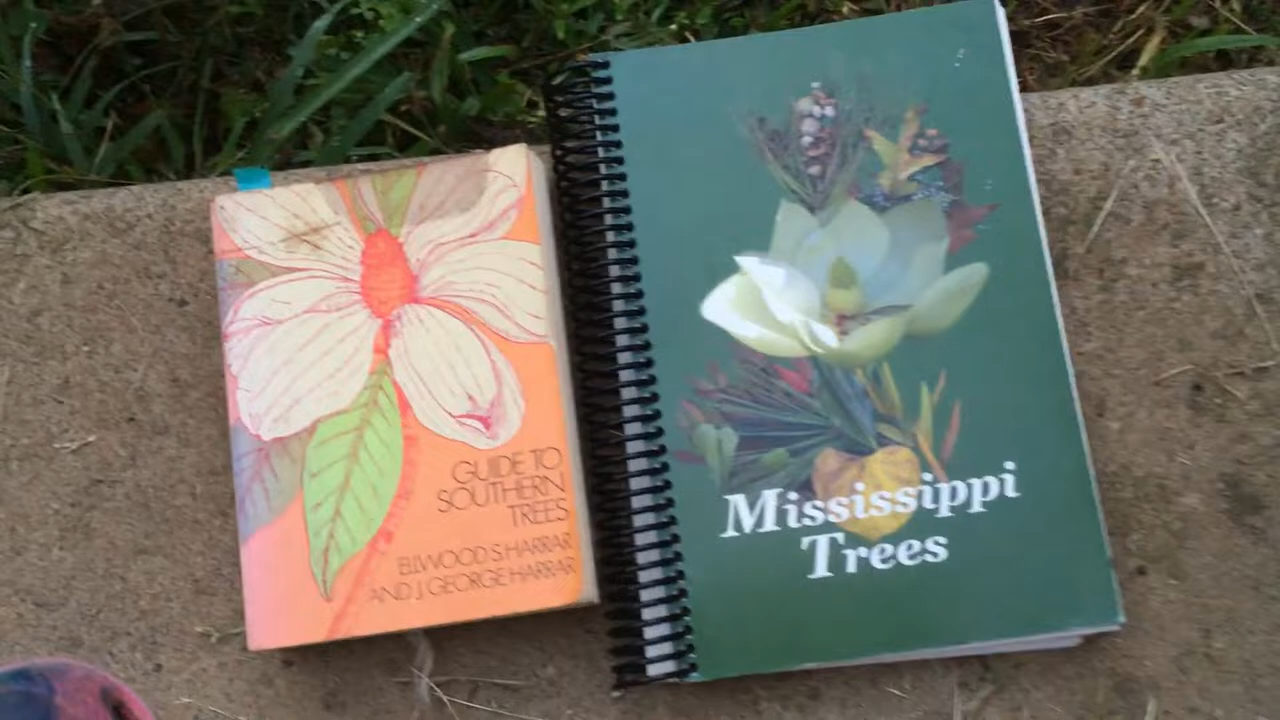 GUIDE TO
SOUTHERN
TREES
ELLWOOD S. HARRAR
AND J. GEORGE HARRAR
Mississippi
Trees